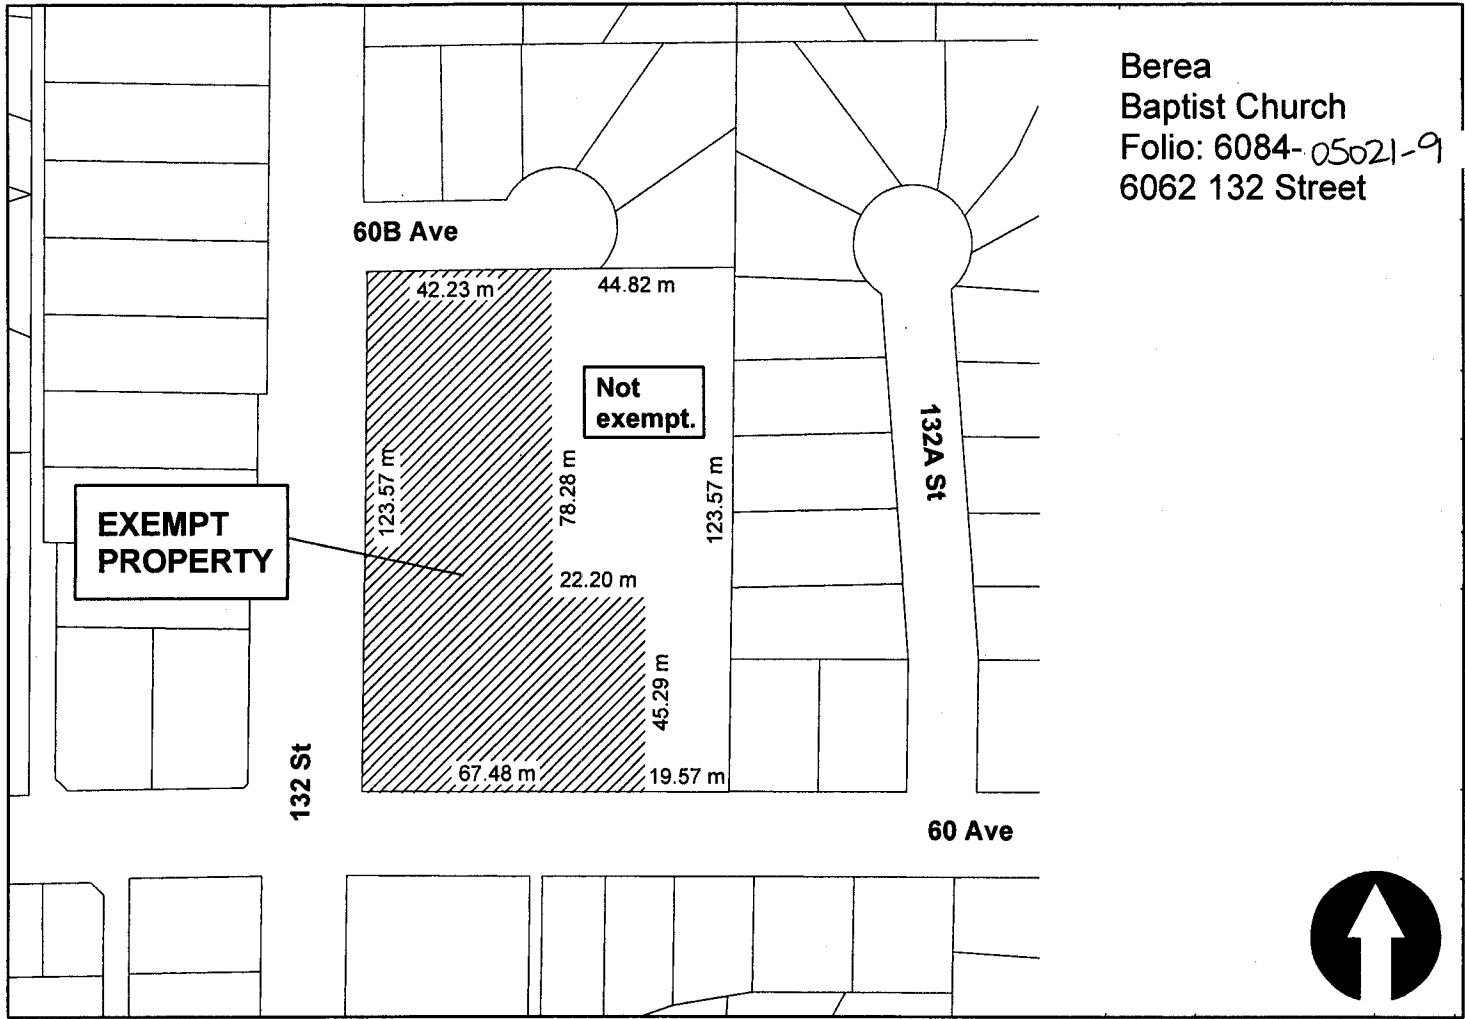 Berea
Baptist Church
Folio: 6084-05021-9
6062 132 Street
60B Ave
42.23 m
44.82 m
Not
exempt.
132A St
123.57 m
78.28 m
123.57 m
EXEMPT
PROPERTY
22.20 m
45.29 m
132 St
67.48 m
19.57 m
60 Ave